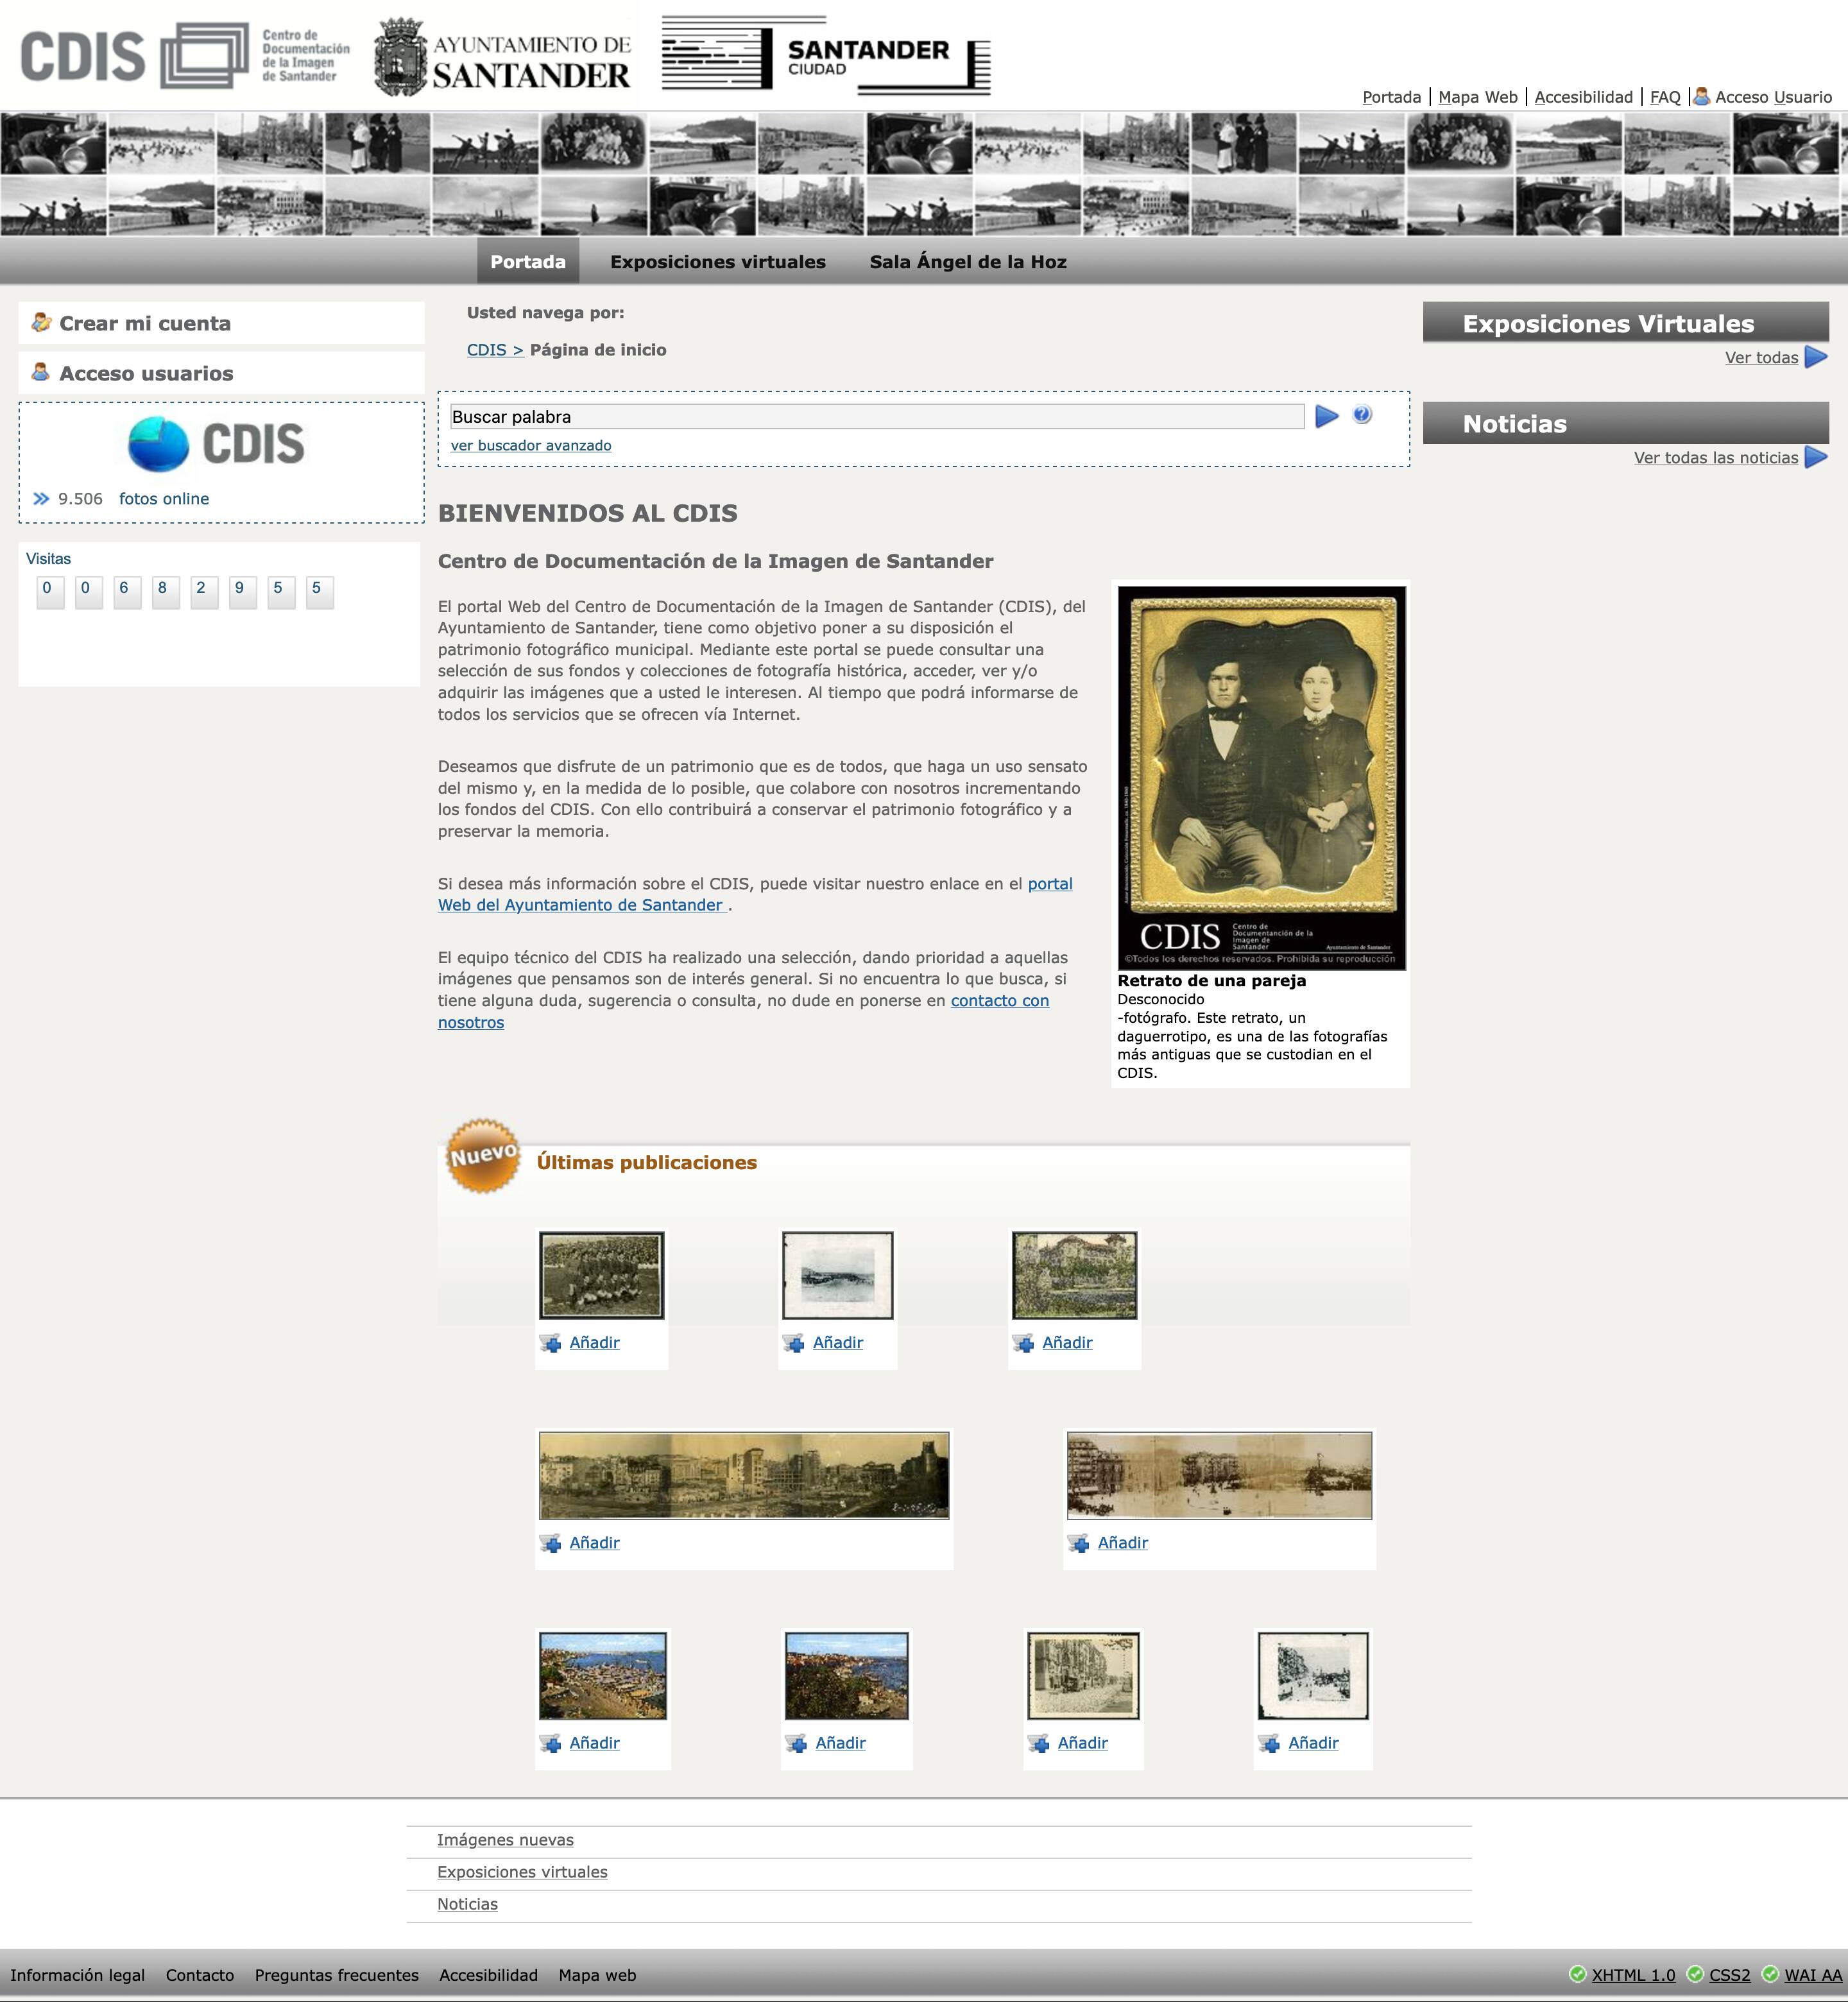 CDIS
Centro de
Documentación
de la Imagen
de Santander
AYUNTAMIENTO DE
SANTANDER
SANTANDER
CIUDAD
Portada | Mapa Web | Accesibilidad | FAQ | Acceso Usuario
Portada Exposiciones virtuales Sala Ángel de la Hoz
Crear mi cuenta
Acceso usuarios
CDIS
9.506 fotos online
Visitas
0 0 6 8 2 9 5 5
Usted navega por:
CDIS > Página de inicio
Buscar palabra
ver buscador avanzado
BIENVENIDOS AL CDIS
Centro de Documentación de la Imagen de Santander
El portal Web del Centro de Documentación de la Imagen de Santander (CDIS), del
Ayuntamiento de Santander, tiene como objetivo poner a su disposición el
patrimonio fotográfico municipal. Mediante este portal se puede consultar una
selección de sus fondos y colecciones de fotografía histórica, acceder, ver y/o
adquirir las imágenes que a usted le interesen. Al tiempo que podrá informarse de
todos los servicios que se ofrecen vía Internet.
Deseamos que disfrute de un patrimonio que es de todos, que haga un uso sensato
del mismo y, en la medida de lo posible, que colabore con nosotros incrementando
los fondos del CDIS. Con ello contribuirá a conservar el patrimonio fotográfico y a
preservar la memoria.
Si desea más información sobre el CDIS, puede visitar nuestro enlace en el portal
Web del Ayuntamiento de Santander .
El equipo técnico del CDIS ha realizado una selección, dando prioridad a aquellas
imágenes que pensamos son de interés general. Si no encuentra lo que busca, si
tiene alguna duda, sugerencia o consulta, no dude en ponerse en contacto con
nosotros
CDIS
Centro de
Documentanción de la
Imagen de
Santander
Ayuntamiento de Santander
©Todos los derechos reservados. Prohibida su reproducción
Retrato de una pareja
Desconocido
-fotógrafo. Este retrato, un
daguerrotipo, es una de las fotografías
más antiguas que se custodian en el
CDIS.
Exposiciones Virtuales
Ver todas
Noticias
Ver todas las noticias
Nuevo
Últimas publicaciones
Añadir Añadir Añadir
Añadir Añadir
Añadir Añadir Añadir Añadir
Imágenes nuevas
Exposiciones virtuales
Noticias
Información legal Contacto Preguntas frecuentes Accesibilidad Mapa web
XHTML 1.0 CSS2 WAI AA